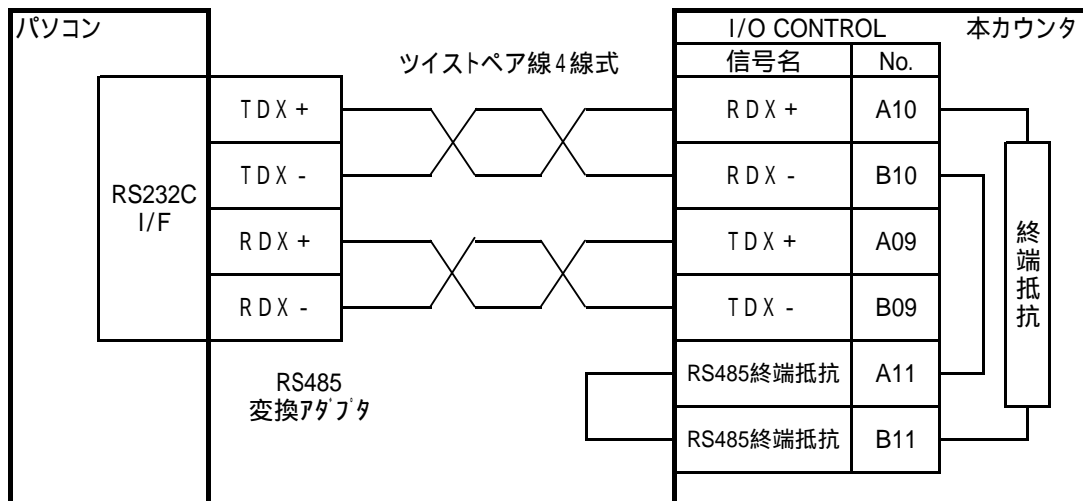 パソコン
I/O CONTROL 本カウンタ
ツイストペア線4線式
信号名 No.
TDX+
RDX+ A10
TDX-
RDX- B10
RS232C
I/F
RDX+
TDX+ A09
RDX-
TDX- B09
終端抵抗
RS485終端抵抗 A11
RS485
変換アダプタ
RS485終端抵抗 B11